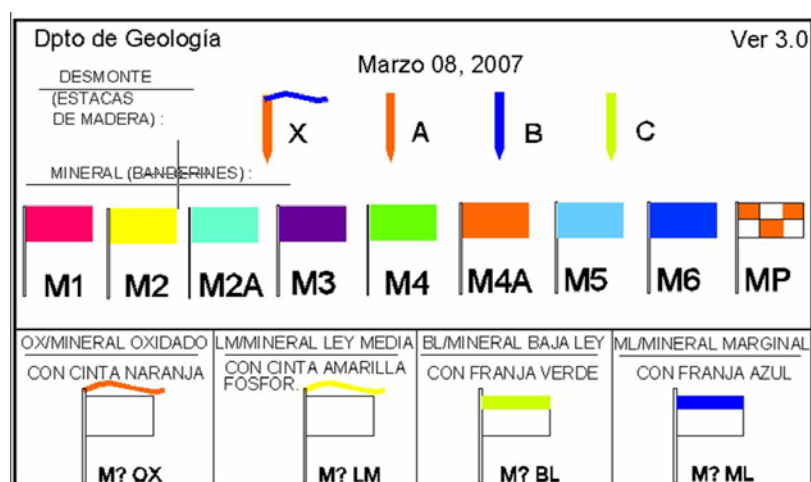 Dpto de Geología
Ver 3.0
Marzo 08, 2007
DESMONTE
(ESTACAS
DE MADERA) :
X
A
B
C
MINERAL (BANDERINES) :
M1
M2
M2A
M3
M4
M4A
M5
M6
MP
OX/MINERAL OXIDADO
CON CINTA NARANJA
M? OX
LM/MINERAL LEY MEDIA
CON CINTA AMARILLA
FOSFOR.
M? LM
BL/MINERAL BAJA LEY
CON FRANJA VERDE
M? BL
ML/MINERAL MARGINAL
CON FRANJA AZUL
M? ML